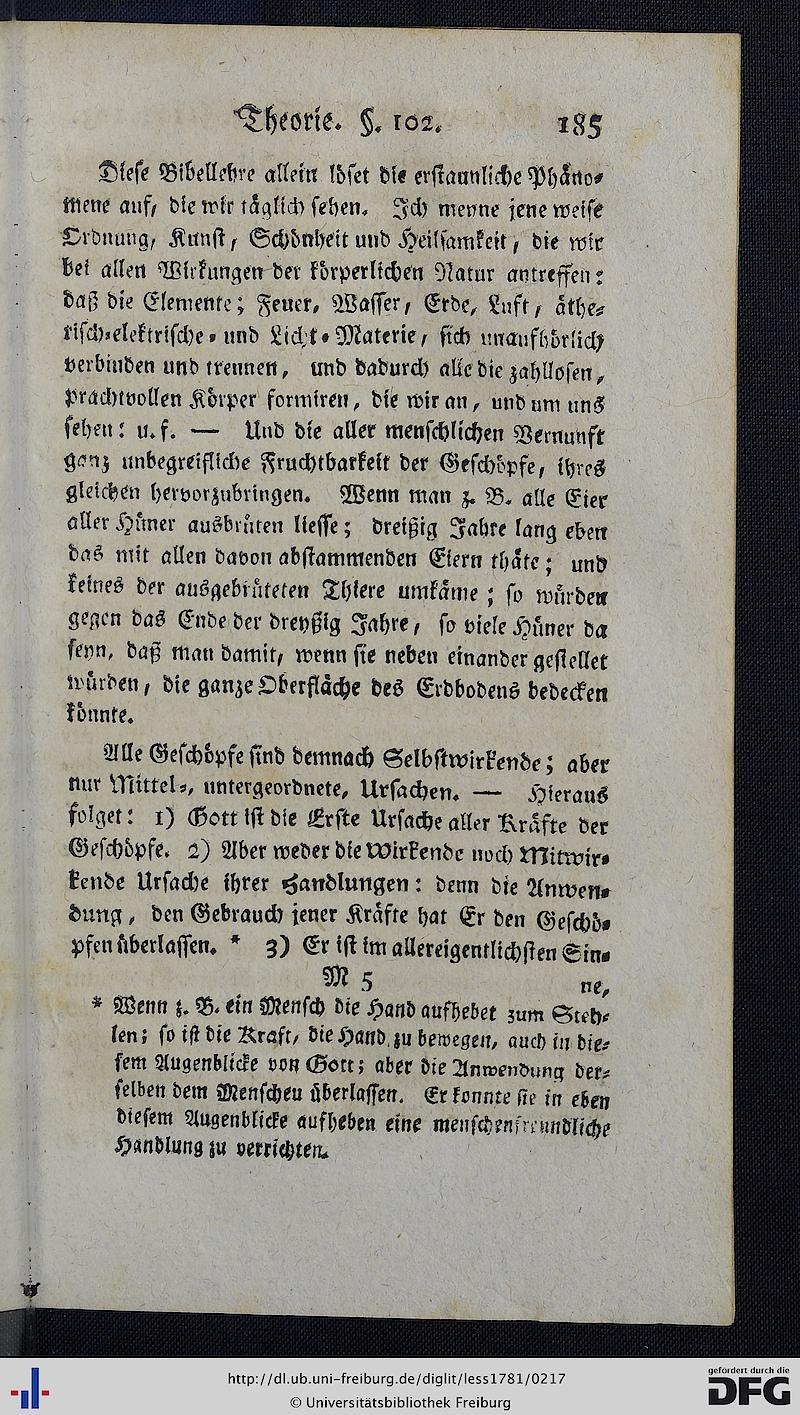 Theorie. §. 102. 185
Diese Bibellehre allein löset die erstaunliche Phäno-
mene auf, die wir täglich sehen. Ich meyne jene weise
Ordnung, Kunst, Schönheit und Heilsamkeit, die wir
bei allen Wirkungen der körperlichen Natur antreffen:
daß die Elemente; Feuer, Wasser, Erde, Luft, äthe-
risch-elektrische- und Licht-Materie, sich unaufhörlich
verbinden und trennen, und dadurch alle die zahllosen,
prachtvollen Körper formiren, die wir an, und um uns
sehen: u. f. — Und die aller menschlichen Vernunft
ganz unbegreifliche Fruchtbarkeit der Geschöpfe, ihres
gleichen hervorzubringen. Wenn man z. B. alle Eier
aller Hüner ausbrüten liesse; dreißig Jahre lang eben
das mit allen davon abstammenden Eiern thäte; und
keines der ausgebrüteten Thiere umkäme; so würden
gegen das Ende der dreyßig Jahre, so viele Hüner da
seyn, daß man damit, wenn sie neben einander gestellet
würden, die ganze Oberfläche des Erdbodens bedecken
könnte.
Alle Geschöpfe sind demnach Selbstwirkende; aber
nur Mittel-, untergeordnete, Ursachen. — Hieraus
folget: 1) Gott ist die Erste Ursache aller Kräfte der
Geschöpfe. 2) Aber weder die Wirkende noch Mitwir-
kende Ursache ihrer Handlungen: denn die Anwen-
dung, den Gebrauch jener Kräfte hat Er den Geschö-
pfen überlassen. * 3) Er ist im allereigentlichsten Sin-
M 5 ne,
* Wenn z. B. ein Mensch die Hand aufhebet zum Steh-
len; so ist die Kraft, die Hand zu bewegen, auch in die-
sem Augenblicke von Gott; aber die Anwendung der-
selben dem Menschen überlassen. Er konnte sie in eben
diesem Augenblicke aufheben eine menschenfreundliche
Handlung zu verrichten.
http://dl.ub.uni-freiburg.de/diglit/less1781/0217
© Universitätsbibliothek Freiburg
gefördert durch die
DFG